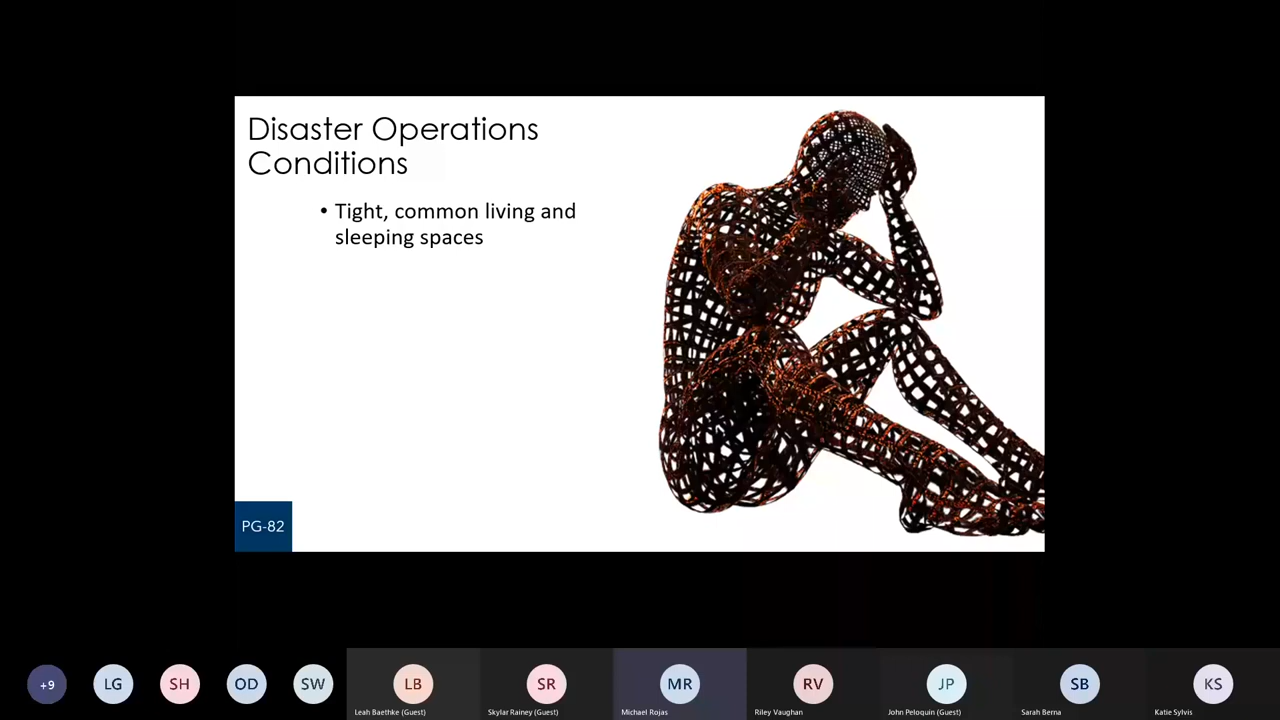 Disaster Operations
Conditions
• Tight, common living and
sleeping spaces
PG-82
+9
LG
SH
OD
SW
LB
SR
MR
RV
JP
SB
KS
Leah Baethke (Guest)
Skylar Rainey (Guest)
Michael Rojas
Riley Vaughan
John Peloquin (Guest)
Sarah Berna
Katie Sylvis